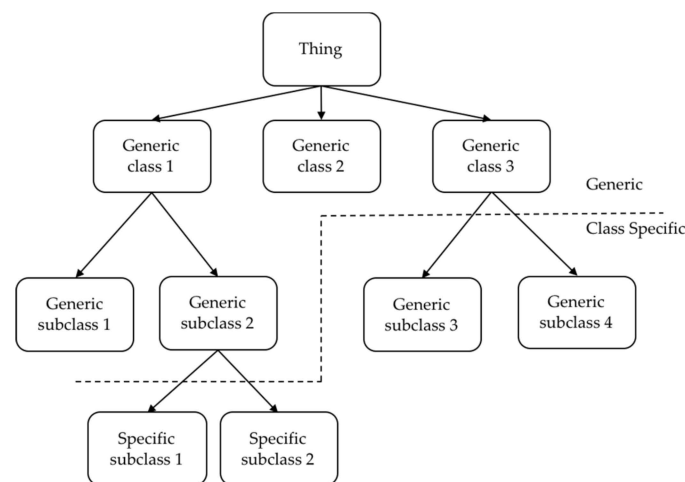 Thing
Generic
class 1
Generic
class 2
Generic
class 3
Generic
Class Specific
Generic
subclass 1
Generic
subclass 2
Generic
subclass 3
Generic
subclass 4
Specific
subclass 1
Specific
subclass 2